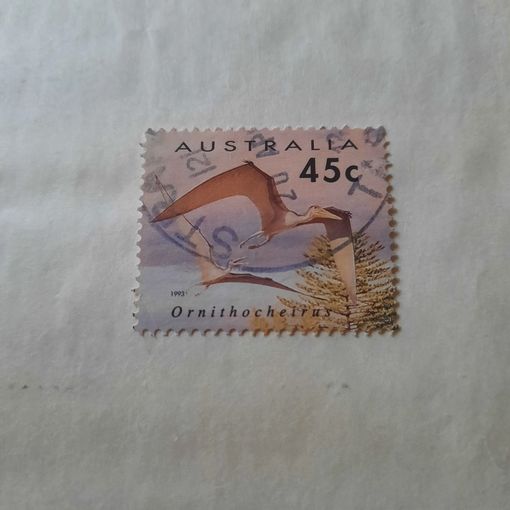 AUSTRALIA
45c
1993
Ornithocheirus